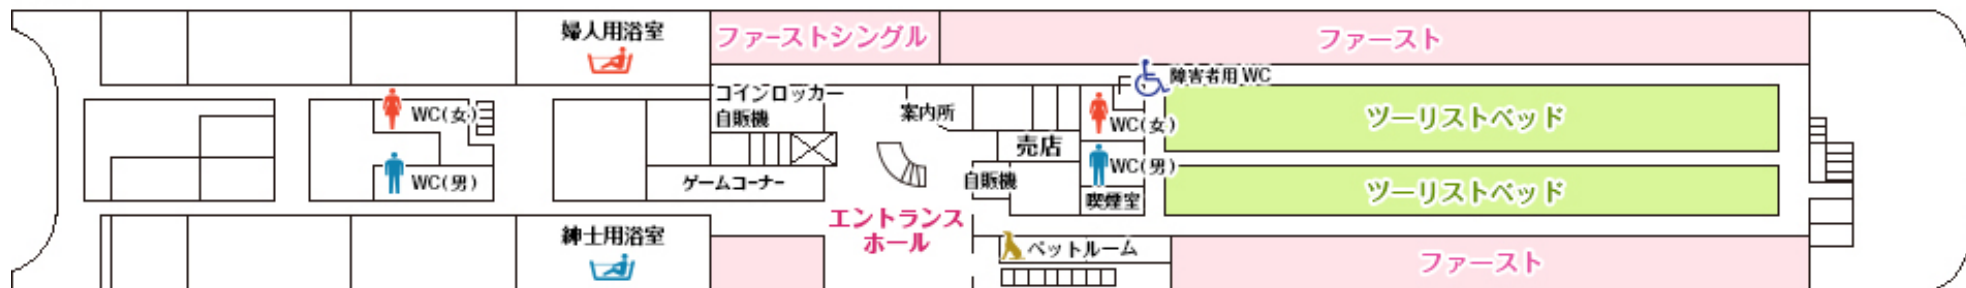 婦人用浴室
ファーストシングル
ファースト
障害者用 WC
コインロッカー
自販機
案内所
WC(女)
WC(女)
ツーリストベッド
売店
WC(男)
WC(男)
ゲームコーナー
自販機
ツーリストベッド
喫煙室
エントランス
ホール
紳士用浴室
ペットルーム
ファースト